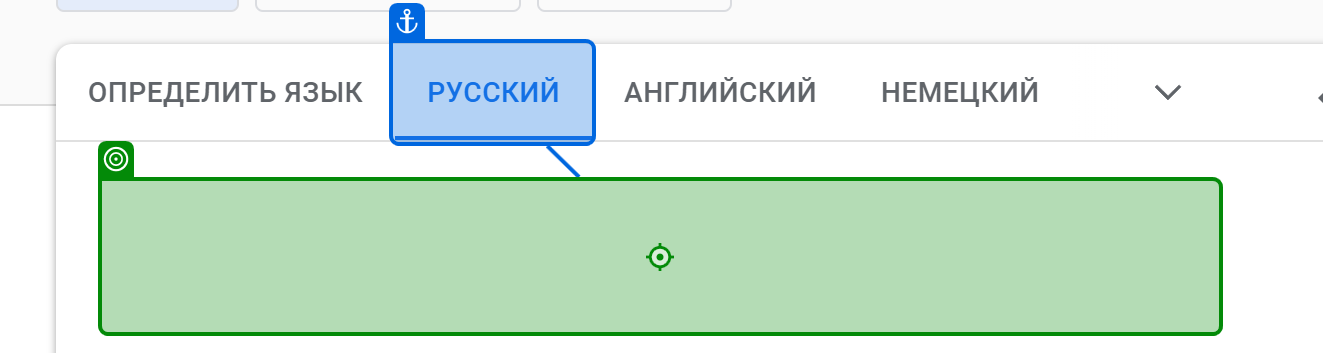 ОПРЕДЕЛИТЬ ЯЗЫК РУССКИЙ АНГЛИЙСКИЙ НЕМЕЦКИЙ